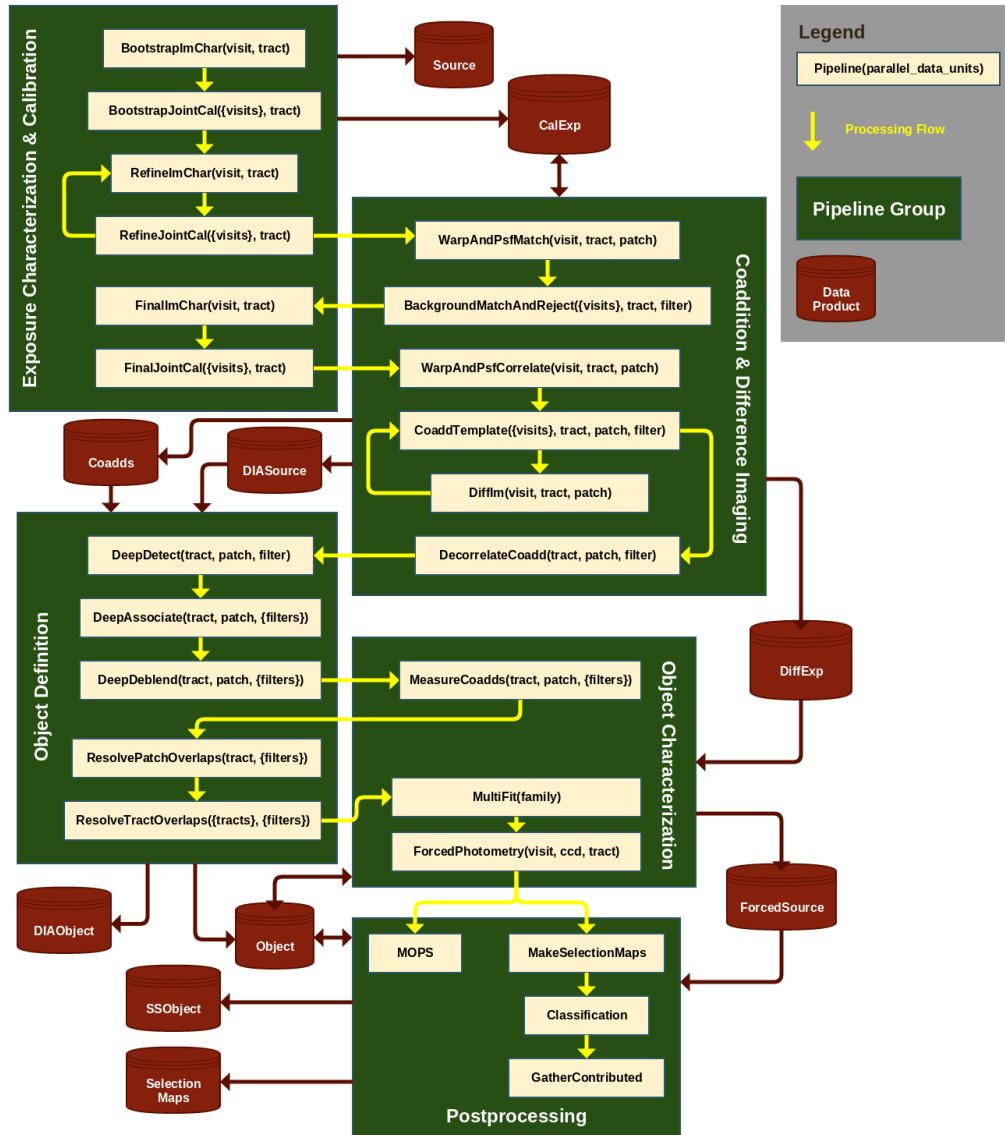 Exposure Characterization & Calibration
BootstrapImChar(visit, tract)
BootstrapJointCal({visits}, tract)
RefineImChar(visit, tract)
RefineJointCal({visits}, tract)
FinalImChar(visit, tract)
FinalJointCal({visits}, tract)
Source
CalExp
Legend
Pipeline(parallel_data_units)
Processing Flow
Pipeline Group
Data
Product
Coaddition & Difference Imaging
WarpAndPsfMatch(visit, tract, patch)
BackgroundMatchAndReject({visits}, tract, filter)
WarpAndPsfCorrelate(visit, tract, patch)
CoaddTemplate({visits}, tract, patch, filter)
DiffIm(visit, tract, patch)
DecorrelateCoadd(tract, patch, filter)
Coadds
DIASource
Object Definition
DeepDetect(tract, patch, filter)
DeepAssociate(tract, patch, {filters})
DeepDeblend(tract, patch, {filters})
ResolvePatchOverlaps(tract, {filters})
ResolveTractOverlaps({tracts}, {filters})
Object Characterization
MeasureCoadds(tract, patch, {filters})
MultiFit(family)
ForcedPhotometry(visit, ccd, tract)
DiffExp
ForcedSource
DIAObject
Object
SSObject
Selection
Maps
MOPS
MakeSelectionMaps
Classification
GatherContributed
Postprocessing